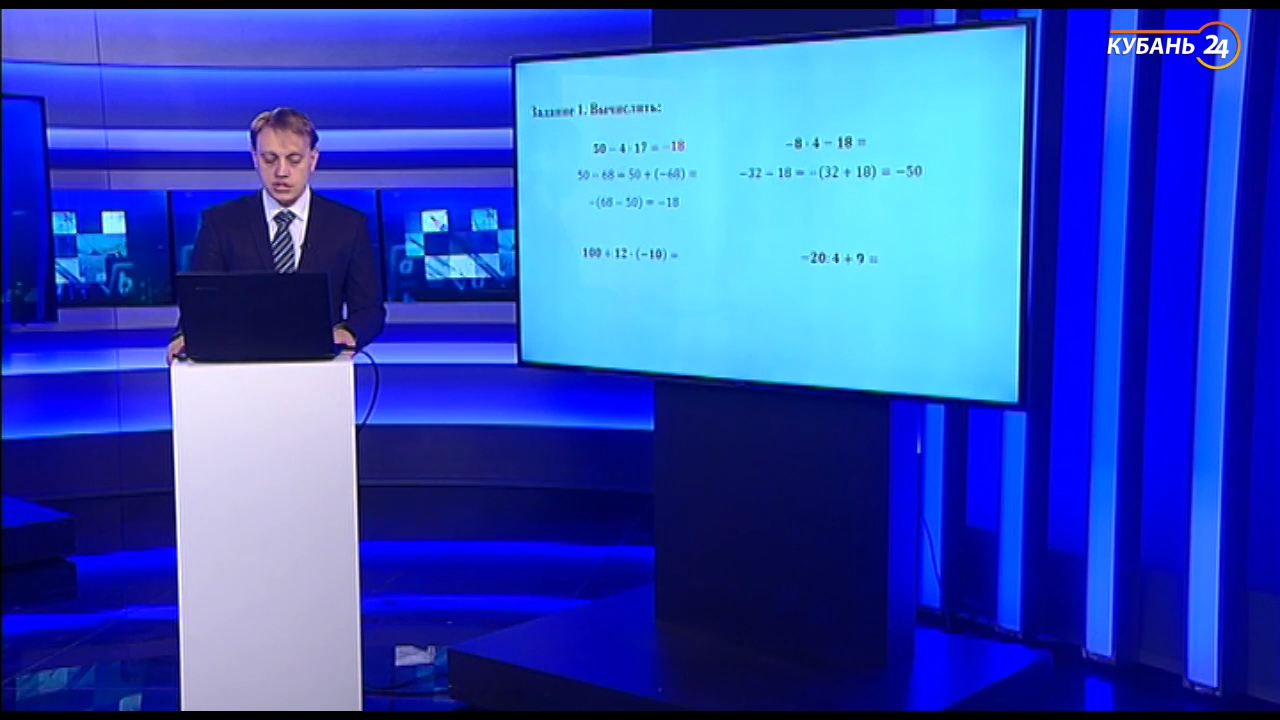 КУБАНЬ 24
Задание 1. Вычислить:
50 − 4 · 17 = −18
50 − 68 = 50 + (−68) =
−(68 − 50) = −18
−8 · 4 − 18 =
−32 − 18 = −(32 + 18) = −50
100 + 12 · (−10) =
−20: 4 + 9 =